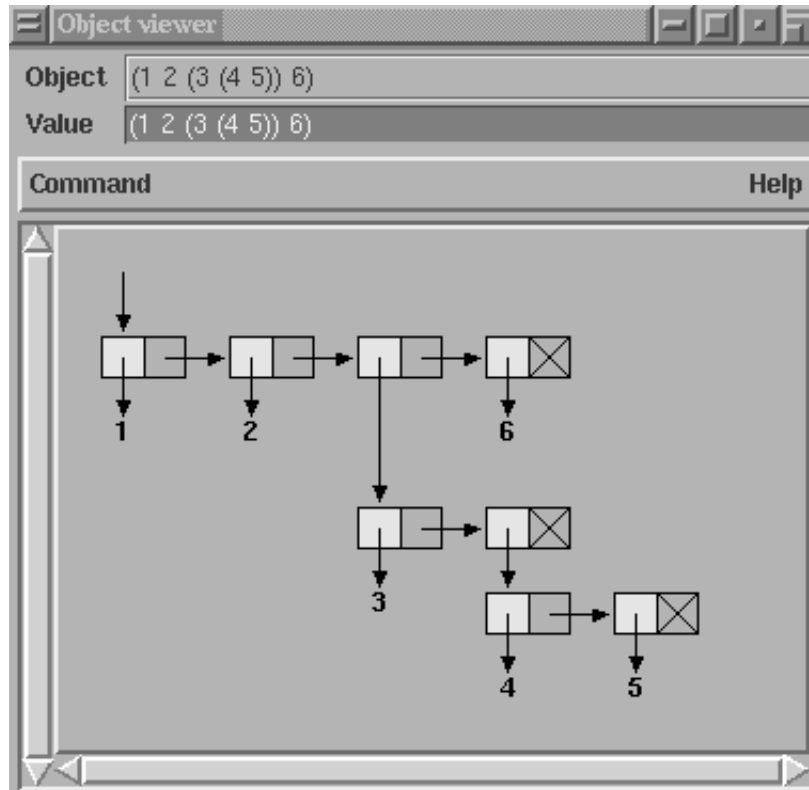 Object viewer
Object (1 2 (3 (4 5)) 6)
Value (1 2 (3 (4 5)) 6)
Command Help
1 2 6
3
4 5